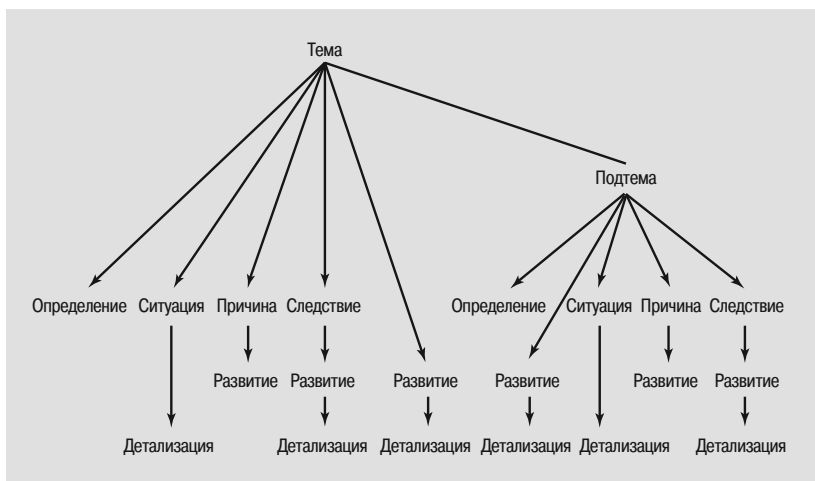 Тема
Подтема
Определение Ситуация Причина Следствие Определение Ситуация Причина Следствие
Развитие Развитие Развитие Развитие Развитие Развитие
Детализация Детализация Детализация Детализация Детализация Детализация